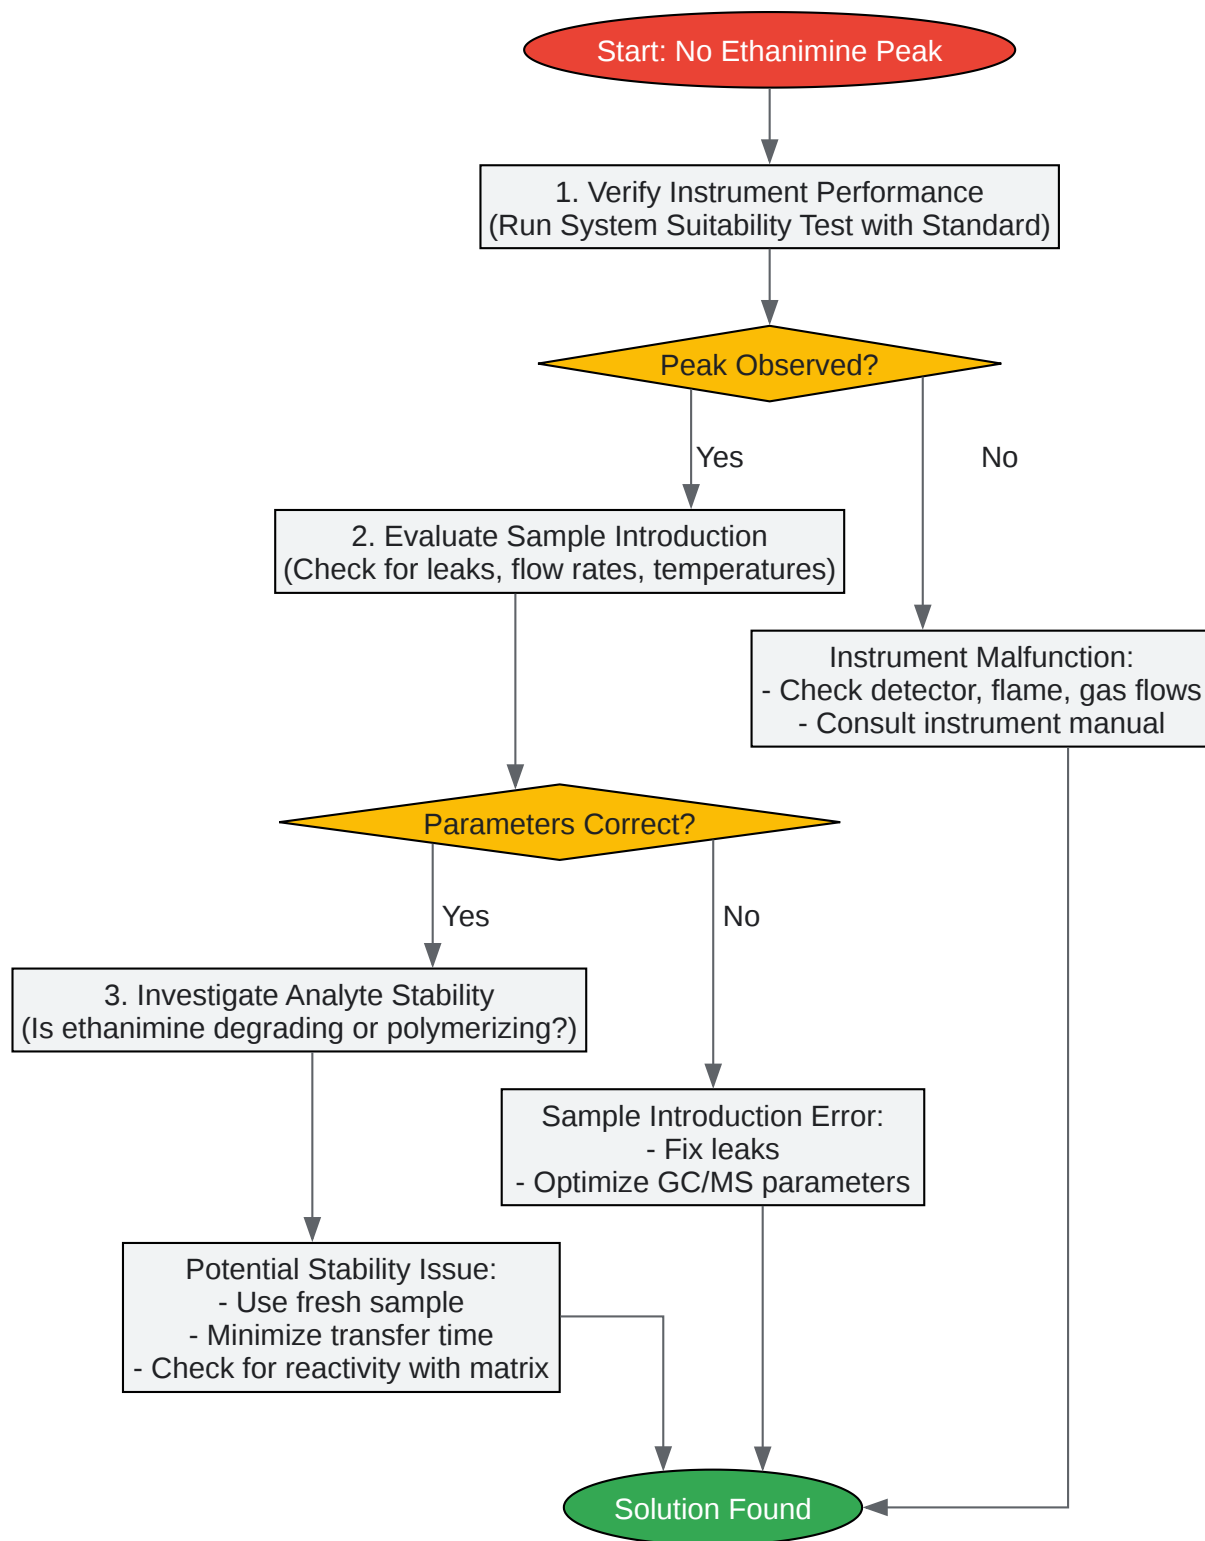 Start: No Ethanimine Peak
1. Verify Instrument Performance
(Run System Suitability Test with Standard)
Peak Observed?
Yes
No
2. Evaluate Sample Introduction
(Check for leaks, flow rates, temperatures)
Instrument Malfunction:
- Check detector, flame, gas flows
- Consult instrument manual
Parameters Correct?
Yes
No
3. Investigate Analyte Stability
(Is ethanimine degrading or polymerizing?)
Sample Introduction Error:
- Fix leaks
- Optimize GC/MS parameters
Potential Stability Issue:
- Use fresh sample
- Minimize transfer time
- Check for reactivity with matrix
Solution Found